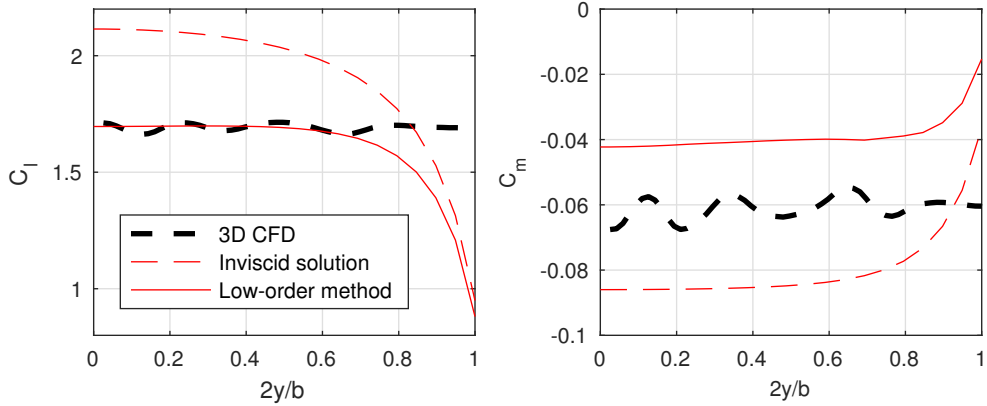 2
1.5
1
C_l
3D CFD
Inviscid solution
Low-order method
0 0.2 0.4 0.6 0.8 1
2y/b
0
-0.02
-0.04
-0.06
-0.08
-0.1
C_m
0 0.2 0.4 0.6 0.8 1
2y/b